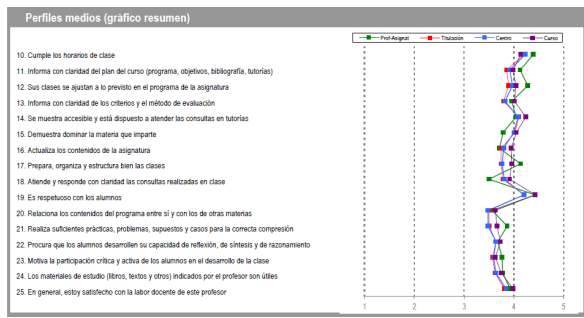 Perfiles medios (gráfico resumen)
Prof-Asignat Titulación Centro Curso
10. Cumple los horarios de clase
11. Informa con claridad del plan del curso (programa, objetivos, bibliografía, tutorías)
12. Sus clases se ajustan a lo previsto en el programa de la asignatura
13. Informa con claridad de los criterios y el método de evaluación
14. Se muestra accesible y está dispuesto a atender las consultas en tutorías
15. Demuestra dominar la materia que imparte
16. Actualiza los contenidos de la asignatura
17. Prepara, organiza y estructura bien las clases
18. Atiende y responde con claridad las consultas realizadas en clase
19. Es respetuoso con los alumnos
20. Relaciona los contenidos del programa entre sí y con los de otras materias
21. Realiza suficientes prácticas, problemas, supuestos y casos para la correcta compresión
22. Procura que los alumnos desarrollen su capacidad de reflexión, de síntesis y de razonamiento
23. Motiva la participación crítica y activa de los alumnos en el desarrollo de la clase
24. Los materiales de estudio (libros, textos y otros) indicados por el profesor son útiles
25. En general, estoy satisfecho con la labor docente de este profesor
1 2 3 4 5